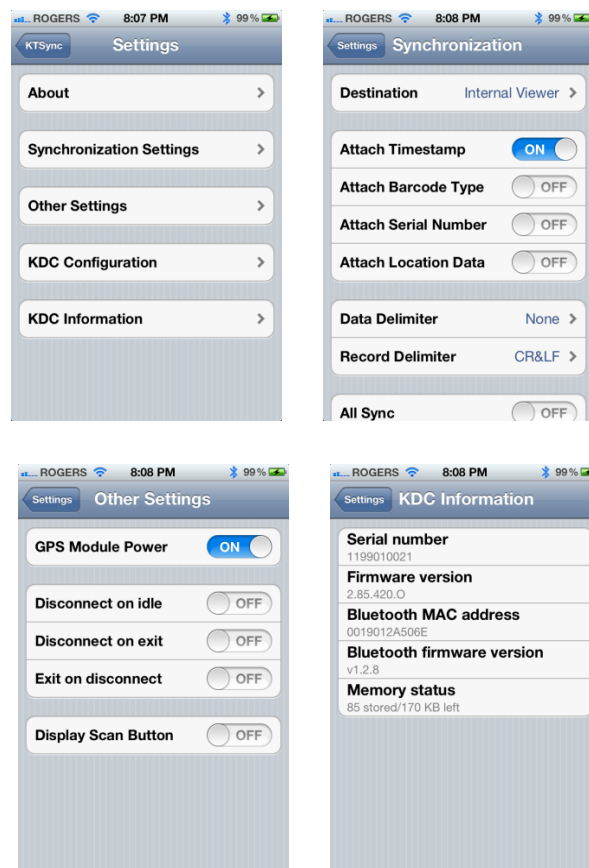 ROGERS 8:07 PM 99%
KTSync Settings
About
Synchronization Settings
Other Settings
KDC Configuration
KDC Information
ROGERS 8:08 PM 99%
Settings Synchronization
Destination Internal Viewer
Attach Timestamp ON
Attach Barcode Type OFF
Attach Serial Number OFF
Attach Location Data OFF
Data Delimiter None
Record Delimiter CR&LF
All Sync OFF
ROGERS 8:08 PM 99%
Settings Other Settings
GPS Module Power ON
Disconnect on idle OFF
Disconnect on exit OFF
Exit on disconnect OFF
Display Scan Button OFF
ROGERS 8:08 PM 99%
Settings KDC Information
Serial number
1199010021
Firmware version
2.85.420.O
Bluetooth MAC address
0019012A506E
Bluetooth firmware version
v1.2.8
Memory status
85 stored/170 KB left